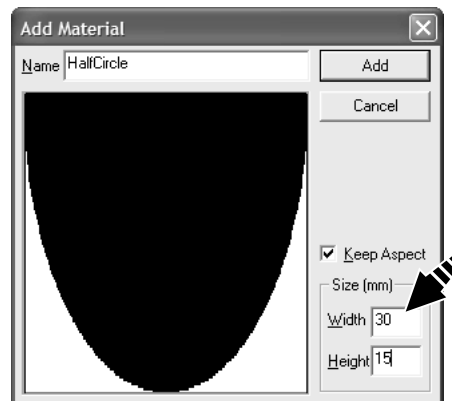 Add Material
Name HalfCircle
Add
Cancel
Keep Aspect
Size (mm)
Width 30
Height 15